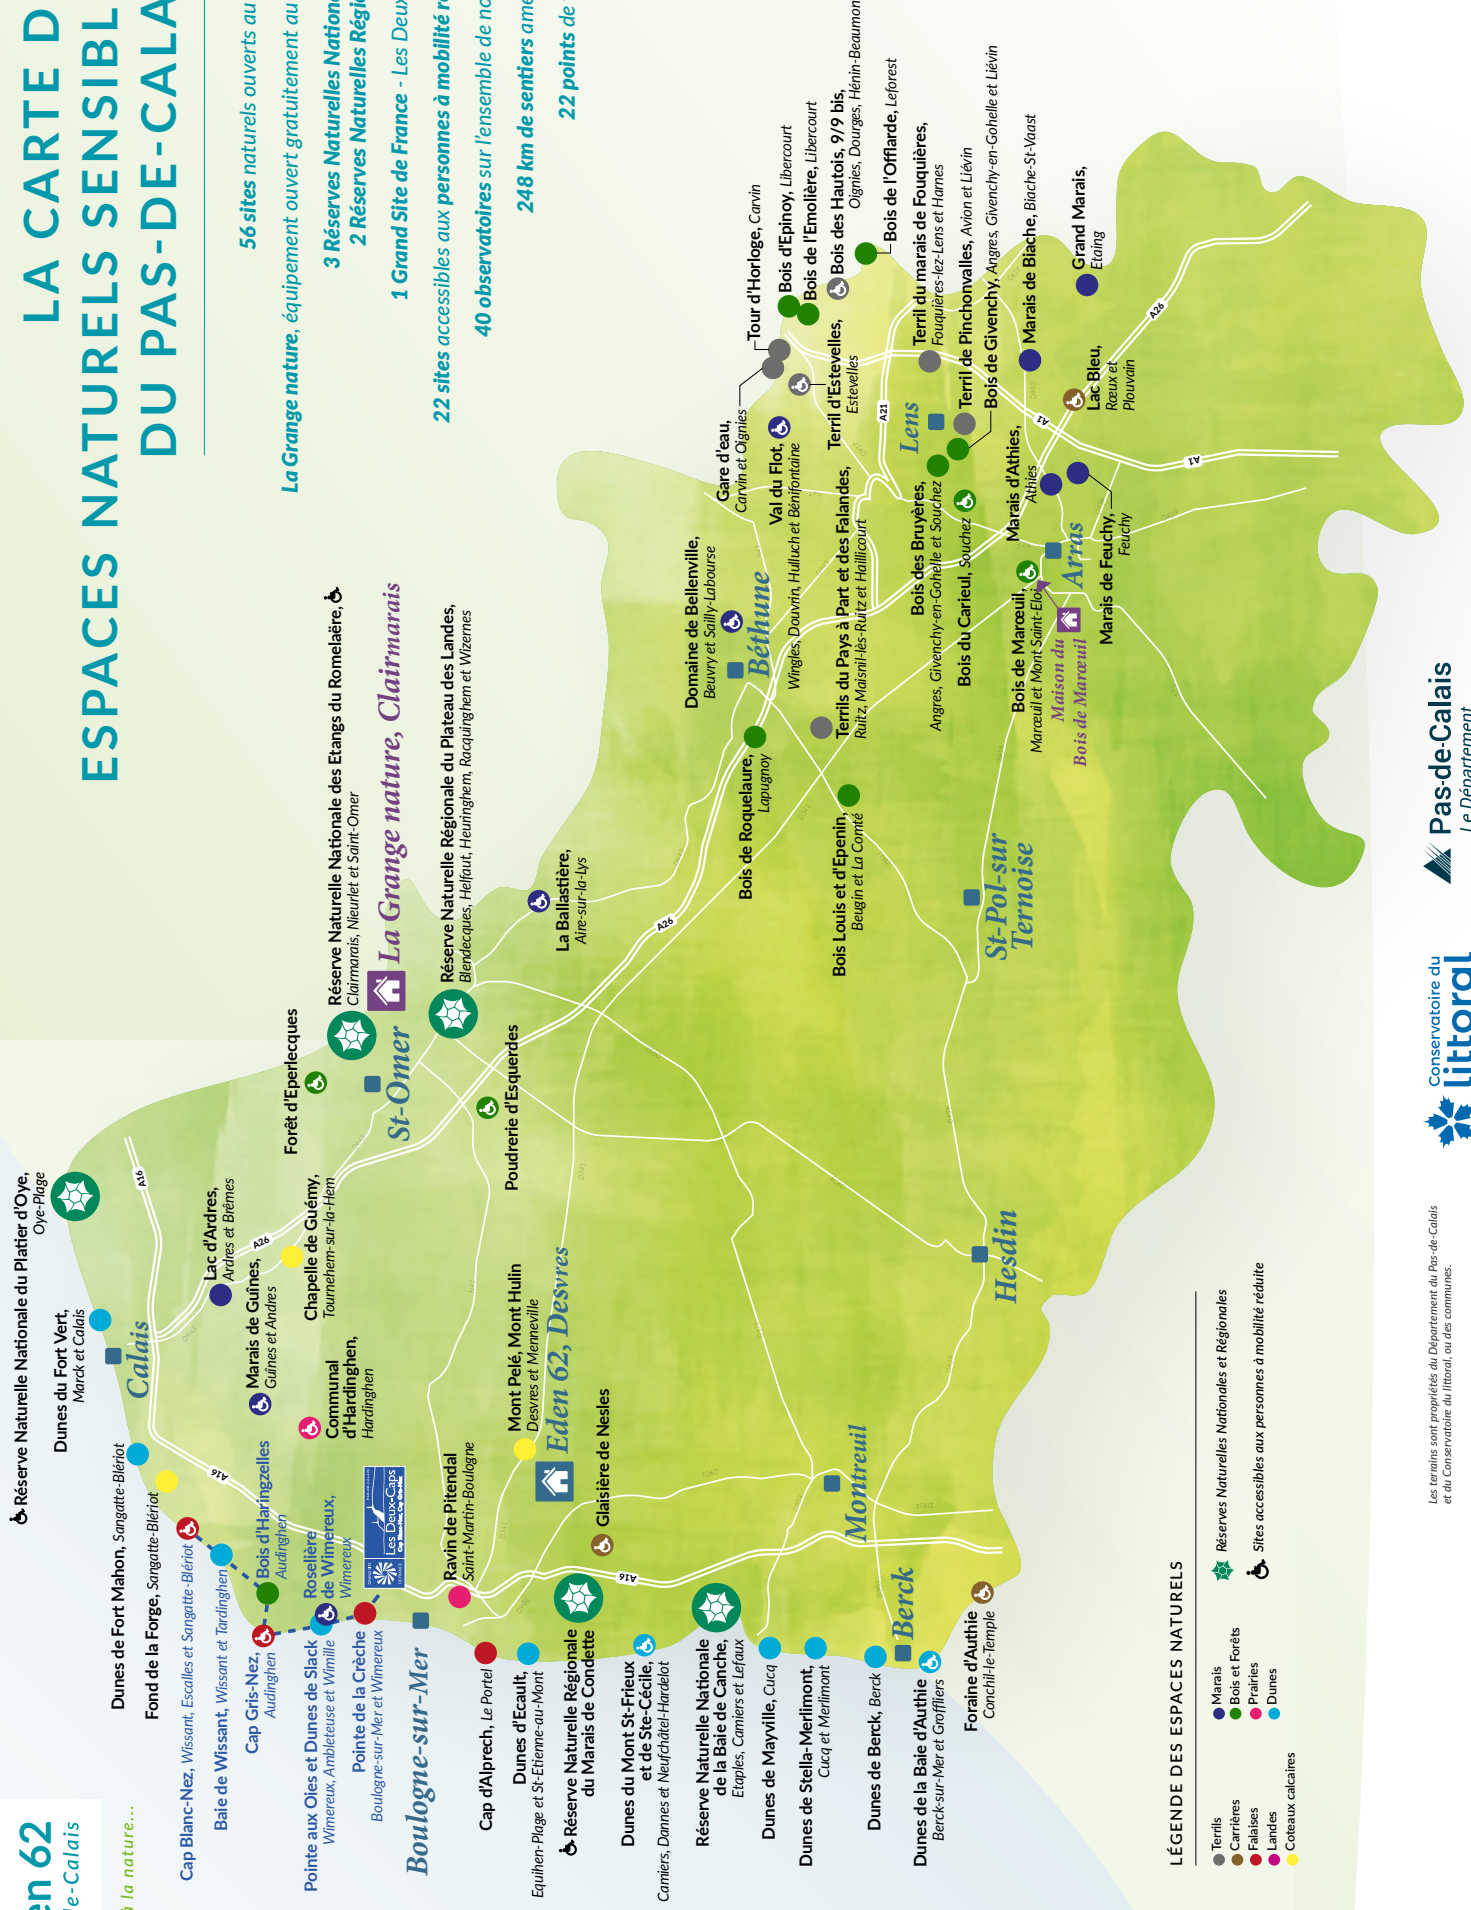 LA CARTE D
ESPACES NATURELS SENSIBL
DU PAS-DE-CALA
56 sites naturels ouverts au
La Grange nature, équipement ouvert gratuitement au
3 Réserves Naturelles Nation
2 Réserves Naturelles Régi
1 Grand Site de France - Les Deux
22 sites accessibles aux personnes à mobilité r
40 observatoires sur l'ensemble de no
248 km de sentiers amé
22 points de
en 62
le-Calais
à la nature...
Réserve Naturelle Nationale du Platier d'Oye,
Oye-Plage
Dunes du Fort Vert,
Marck et Calais
Calais
Dunes de Fort Mahon, Sangatte-Blériot
Fond de la Forge, Sangatte-Blériot
Cap Blanc-Nez, Wissant, Escalles et Sangatte-Blériot
Baie de Wissant, Wissant et Tardinghen
Cap Gris-Nez,
Audinghen
Bois d'Haringzelles
Audinghen
Pointe aux Oies et Dunes de Slack
Wimereux, Ambleteuse et Wimille
Roselière
de Wimereux,
Wimereux
Pointe de la Crèche
Boulogne-sur-Mer et Wimereux
Les Deux-Caps
Cap Blanc-Nez, Cap Gris-Nez
Boulogne-sur-Mer
Lac d'Ardres,
Ardres et Brêmes
Marais de Guînes,
Guînes et Andres
Chapelle de Guémy,
Tournehem-sur-la-Hem
Communal
d'Hardinghen,
Hardinghen
Forêt d'Eperlecques
Réserve Naturelle Nationale des Etangs du Romelaëre,
Clairmarais, Nieurlet et Saint-Omer
La Grange nature, Clairmarais
St-Omer
Réserve Naturelle Régionale du Plateau des Landes,
Blendecques, Helfaut, Heuringhem, Racquinghem et Wizernes
Poudrerie d'Esquerdes
La Ballastière,
Aire-sur-la-Lys
Ravin de Pitendal
Saint-Martin-Boulogne
Mont Pelé, Mont Hulin
Desvres et Menneville
Eden 62, Desvres
Glaisière de Nesles
Cap d'Alprech, Le Portel
Dunes d'Ecault,
Equihen-Plage et St-Etienne-au-Mont
Réserve Naturelle Régionale
du Marais de Condette
Dunes du Mont St-Frieux
et de Ste-Cécile,
Camiers, Dannes et Neufchâtel-Hardelot
Réserve Naturelle Nationale
de la Baie de Canche,
Etaples, Camiers et Lefaux
Dunes de Mayville, Cucq
Dunes de Stella-Merlimont,
Cucq et Merlimont
Dunes de Berck, Berck
Dunes de la Baie d'Authie
Berck-sur-Mer et Groffliers
Foraine d'Authie
Conchil-le-Temple
Montreuil
Berck
Hesdin
St-Pol-sur
Ternoise
Domaine de Bellenville,
Beuvry et Sailly-Labourse
Béthune
Bois de Roquelaure,
Lapugnoy
Bois Louis et d'Epenin,
Beugin et La Comté
Gare d'eau,
Carvin et Oignies
Tour d'Horloge, Carvin
Bois d'Epinoy, Libercourt
Bois de l'Emolière, Libercourt
Bois des Hautois, 9/9 bis,
Oignies, Dourges, Hénin-Beaumon
Bois de l'Offlarde, Leforest
Val du Flot,
Wingles, Douvrin, Hulluch et Bénifontaine
Terril d'Estevelles,
Estevelles
Terrils du Pays à Part et des Falandes,
Ruitz, Maisnil-lès-Ruitz et Haillicourt
Terril du marais de Fouquières,
Fouquières-lez-Lens et Harnes
Lens
Terril de Pinchonvalles, Avion et Liévin
Bois de Givenchy, Angres, Givenchy-en-Gohelle et Liévin
Bois des Bruyères,
Angres, Givenchy-en-Gohelle et Souchez
Bois du Carieul, Souchez
Marais de Biache, Biache-St-Vaast
Grand Marais,
Etaing
Lac Bleu,
Rœux et
Plouvain
Marais d'Athies,
Athies
Marais de Feuchy,
Feuchy
Arras
Bois de Marœuil,
Marœuil et Mont Saint-Eloi
Maison du
Bois de Marœuil
A16
A16
A16
A26
A26
A26
A21
A1
A1
LÉGENDE DES ESPACES NATURELS
Terrils
Carrières
Falaises
Landes
Coteaux calcaires
Marais
Bois et Forêts
Prairies
Dunes
Réserves Naturelles Nationales et Régionales
Sites accessibles aux personnes à mobilité réduite
Les terrains sont propriétés du Département du Pas-de-Calais
et du Conservatoire du littoral, ou des communes.
Conservatoire du
littoral
Pas-de-Calais
Le Département